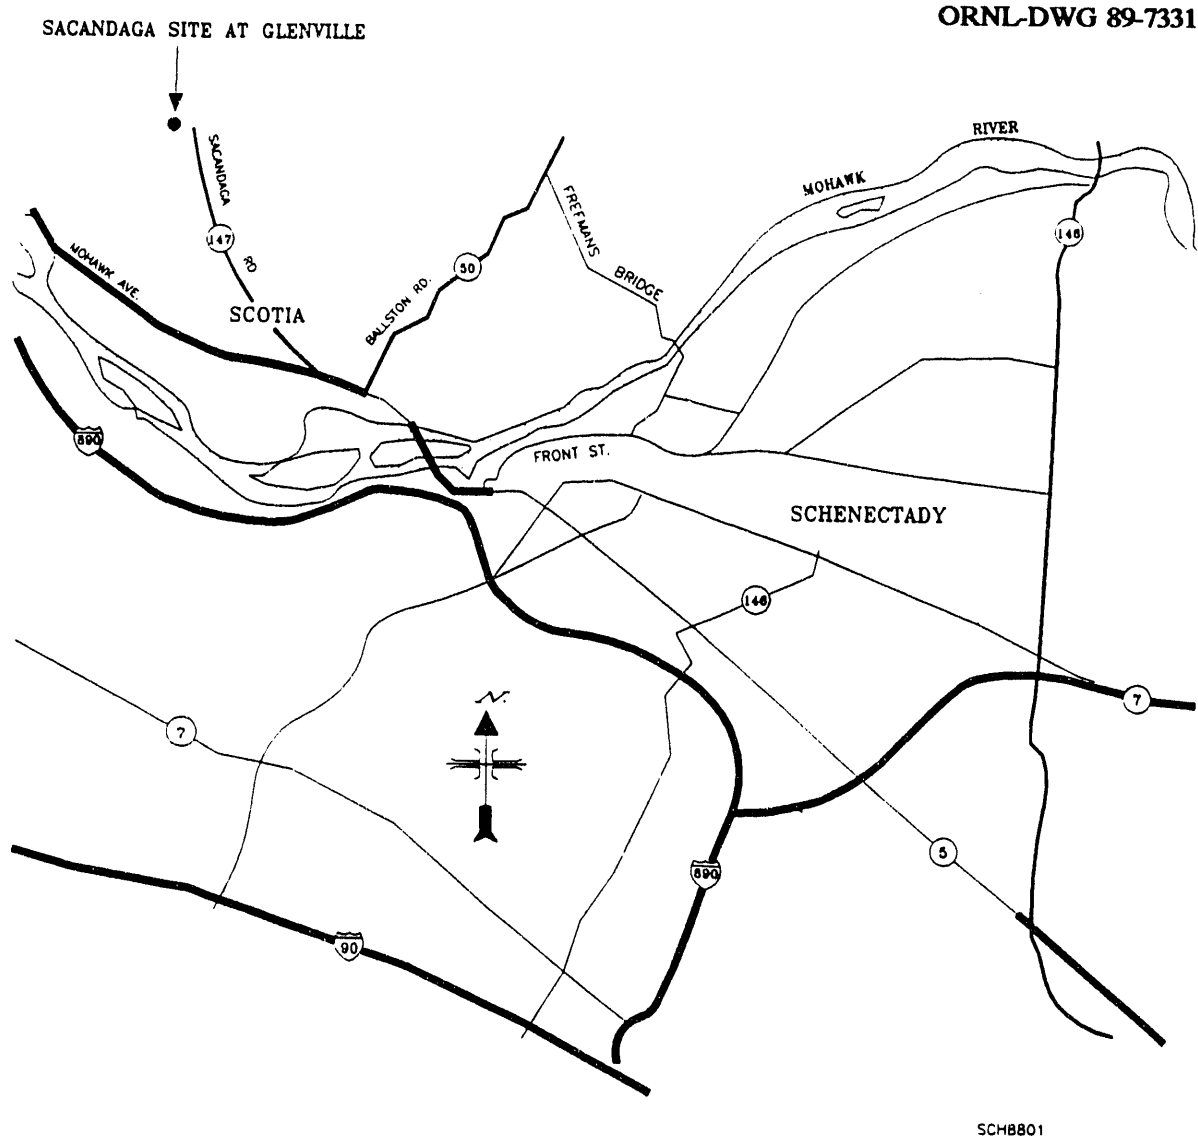 ORNL-DWG 89-7331
SACANDAGA SITE AT GLENVILLE
RIVER
MOHAWK
SACANDAGA
147
RD
FREEMANS
BRIDGE
146
MOHAWK AVE.
50
BALLSTON RD.
SCOTIA
890
FRONT ST.
SCHENECTADY
146
N.
7
7
5
890
90
SCH8801